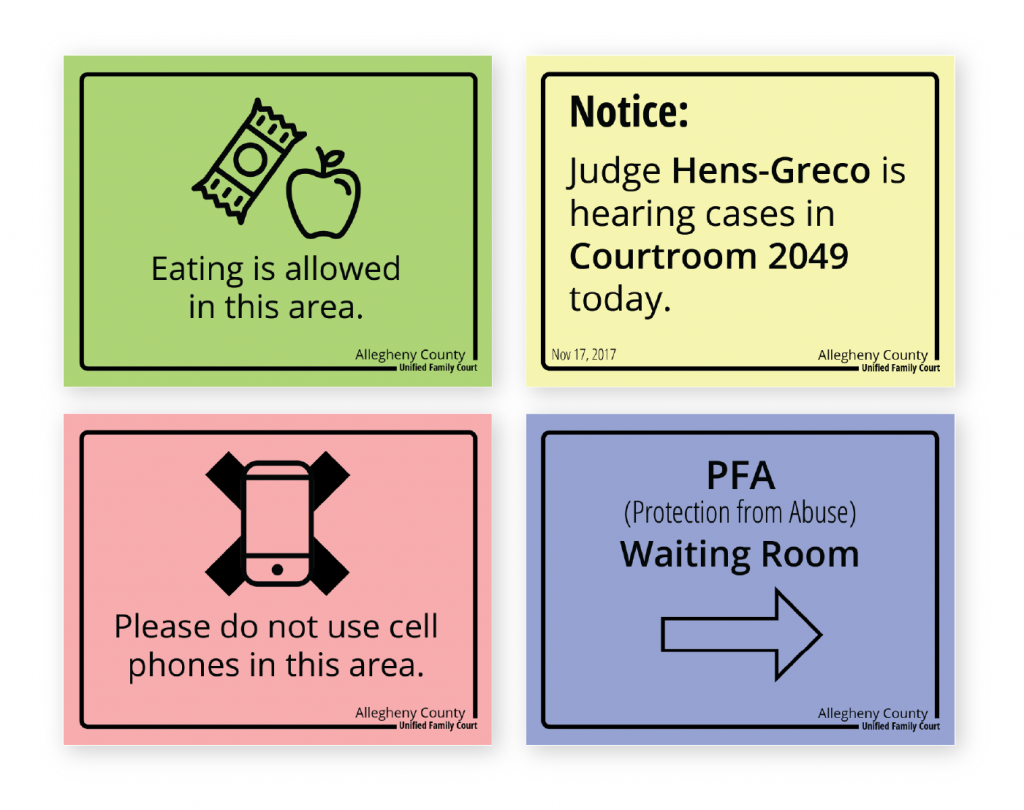 Eating is allowed
in this area.
Allegheny County
Unified Family Court
Notice:
Judge Hens-Greco is
hearing cases in
Courtroom 2049
today.
Nov 17, 2017
Allegheny County
Unified Family Court
Please do not use cell
phones in this area.
Allegheny County
Unified Family Court
PFA
(Protection from Abuse)
Waiting Room
Allegheny County
Unified Family Court